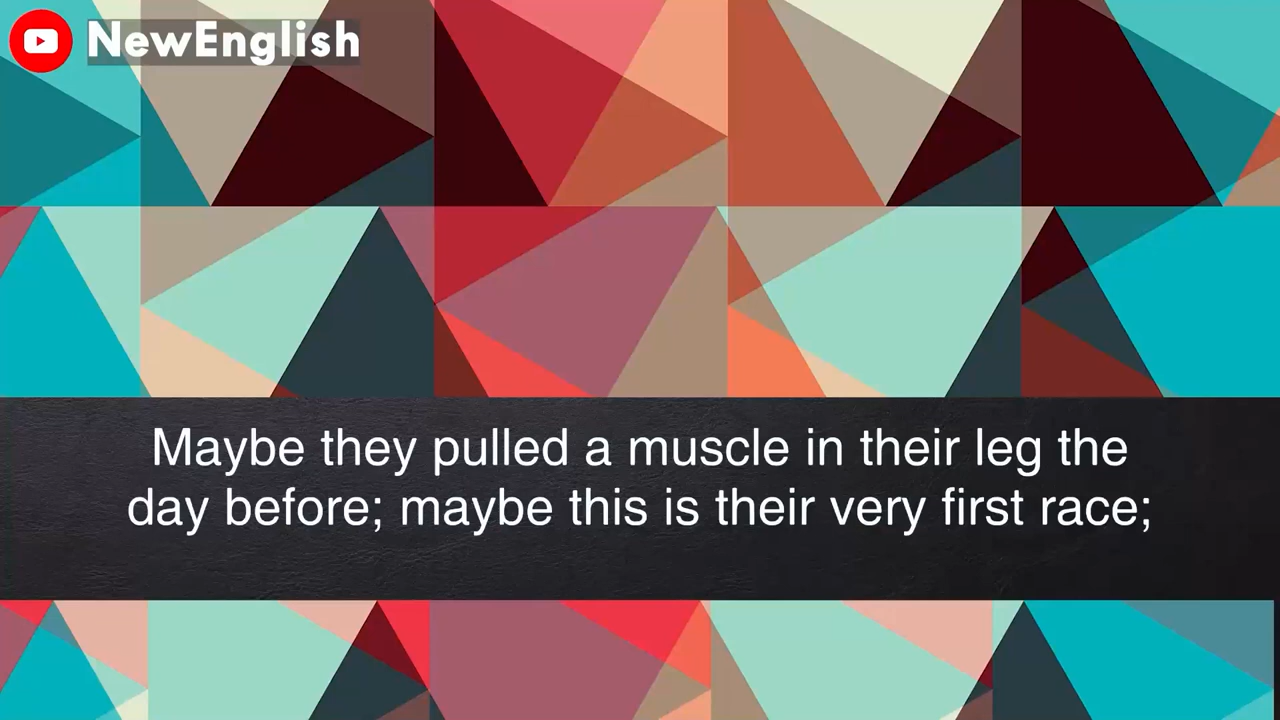 NewEnglish
Maybe they pulled a muscle in their leg the
day before; maybe this is their very first race;